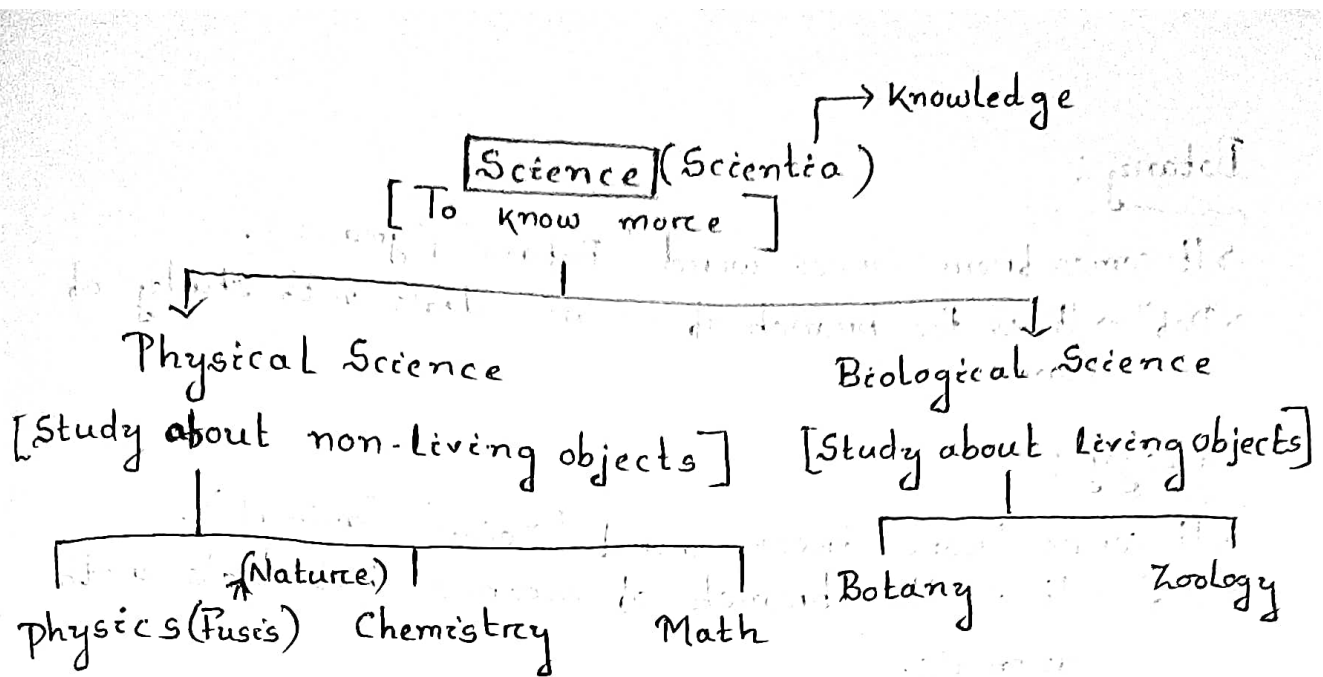 Knowledge
Science (Scientia)
[To know more]
Physical Science
Biological Science
[Study about non-living objects]
[Study about living objects]
(Nature)
Physics (Fusis) Chemistry Math
Botany
Zoology